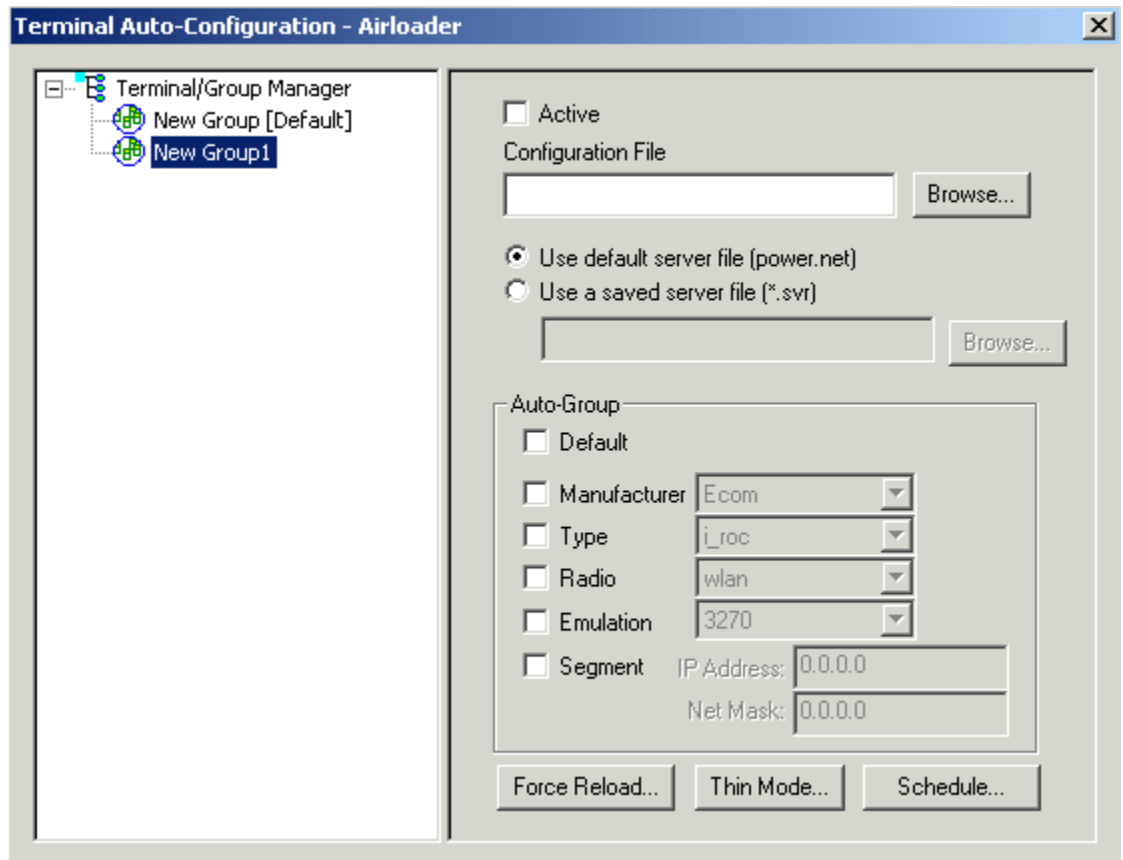 Terminal Auto-Configuration - Airloader
Terminal/Group Manager
New Group [Default]
New Group1
Active
Configuration File
Browse...
Use default server file (power.net)
Use a saved server file (*.svr)
Browse...
Auto-Group
Default
Manufacturer Ecom
Type i_roc
Radio wlan
Emulation 3270
Segment IP Address: 0.0.0.0
Net Mask: 0.0.0.0
Force Reload... Thin Mode... Schedule...